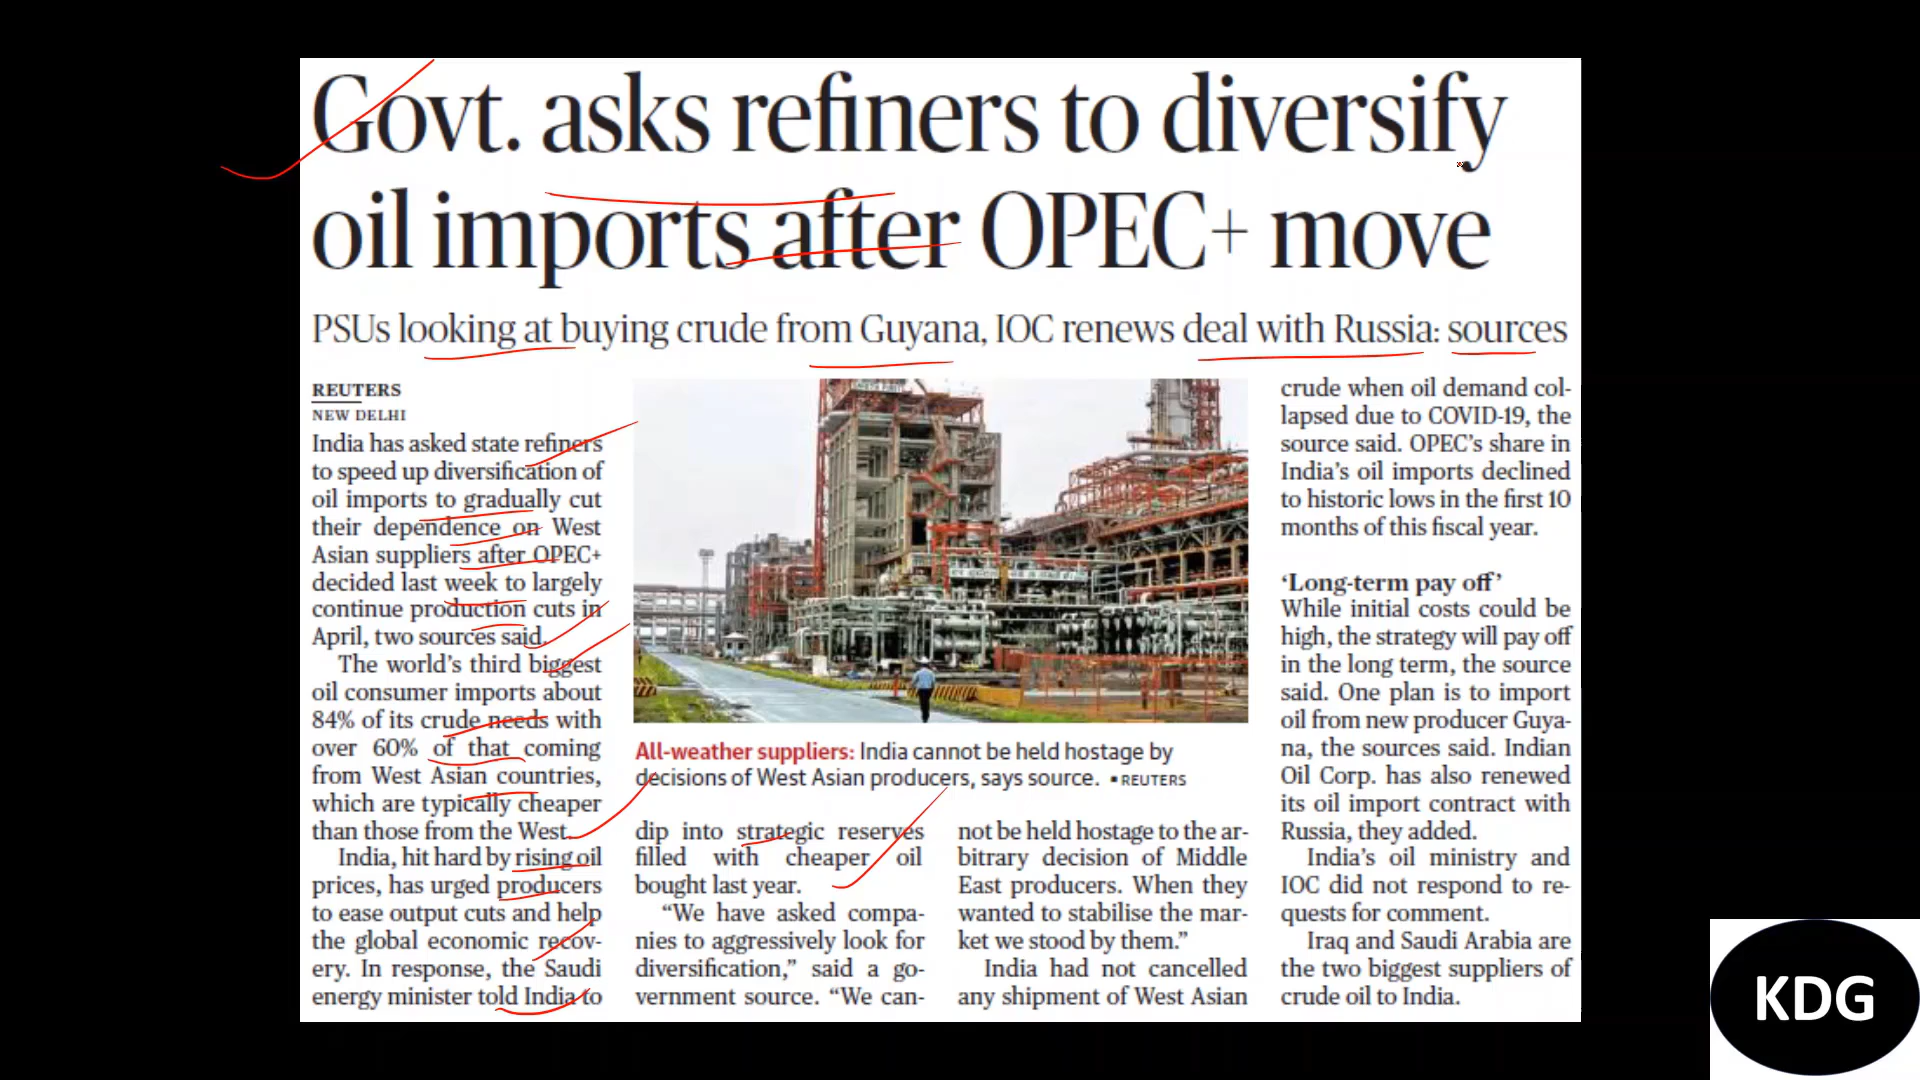 Govt. asks refiners to diversify
oil imports after OPEC+ move
PSUs looking at buying crude from Guyana, IOC renews deal with Russia: sources
REUTERS
NEW DELHI
India has asked state refiners
to speed up diversification of
oil imports to gradually cut
their dependence on West
Asian suppliers after OPEC+
decided last week to largely
continue production cuts in
April, two sources said.
The world's third biggest
oil consumer imports about
84% of its crude needs with
over 60% of that coming
from West Asian countries,
which are typically cheaper
than those from the West.
India, hit hard by rising oil
prices, has urged producers
to ease output cuts and help
the global economic recov-
ery. In response, the Saudi
energy minister told India to
All-weather suppliers: India cannot be held hostage by
decisions of West Asian producers, says source. ▪ REUTERS
dip into strategic reserves
filled with cheaper oil
bought last year.
“We have asked compa-
nies to aggressively look for
diversification,” said a go-
vernment source. “We can-
not be held hostage to the ar-
bitrary decision of Middle
East producers. When they
wanted to stabilise the mar-
ket we stood by them.”
India had not cancelled
any shipment of West Asian
crude when oil demand col-
lapsed due to COVID-19, the
source said. OPEC's share in
India's oil imports declined
to historic lows in the first 10
months of this fiscal year.
‘Long-term pay off’
While initial costs could be
high, the strategy will pay off
in the long term, the source
said. One plan is to import
oil from new producer Guya-
na, the sources said. Indian
Oil Corp. has also renewed
its oil import contract with
Russia, they added.
India's oil ministry and
IOC did not respond to re-
quests for comment.
Iraq and Saudi Arabia are
the two biggest suppliers of
crude oil to India.
KDG